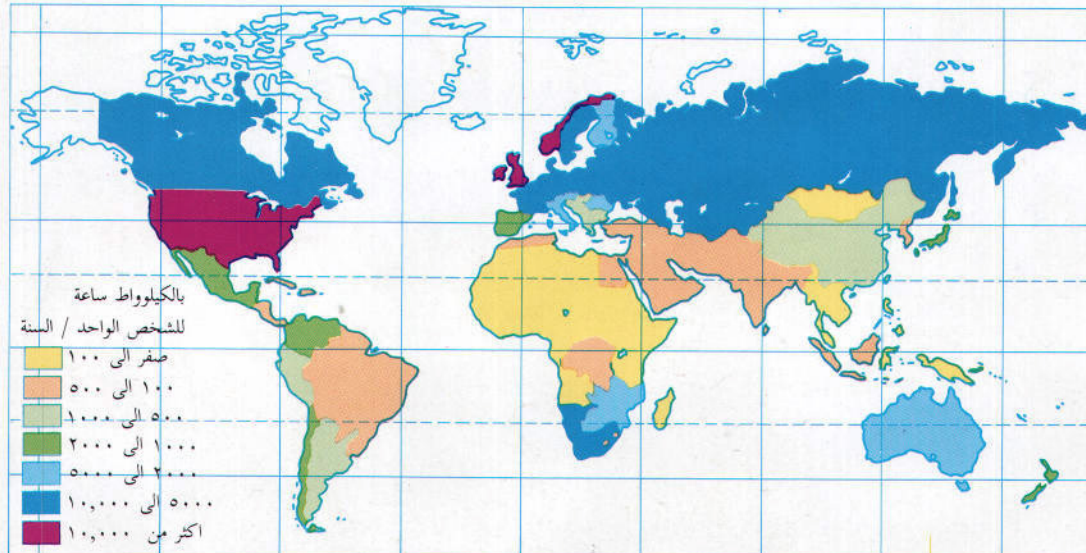 بالكيلوواط ساعة
للشخص الواحد / السنة
صفر الى ١٠٠
١٠٠ الى ٥٠٠
٥٠٠ الى ١٠٠٠
١٠٠٠ الى ٢٠٠٠
٢٠٠٠ الى ٥٠٠٠
٥٠٠٠ الى ١٠,٠٠٠
اكثر من ١٠,٠٠٠